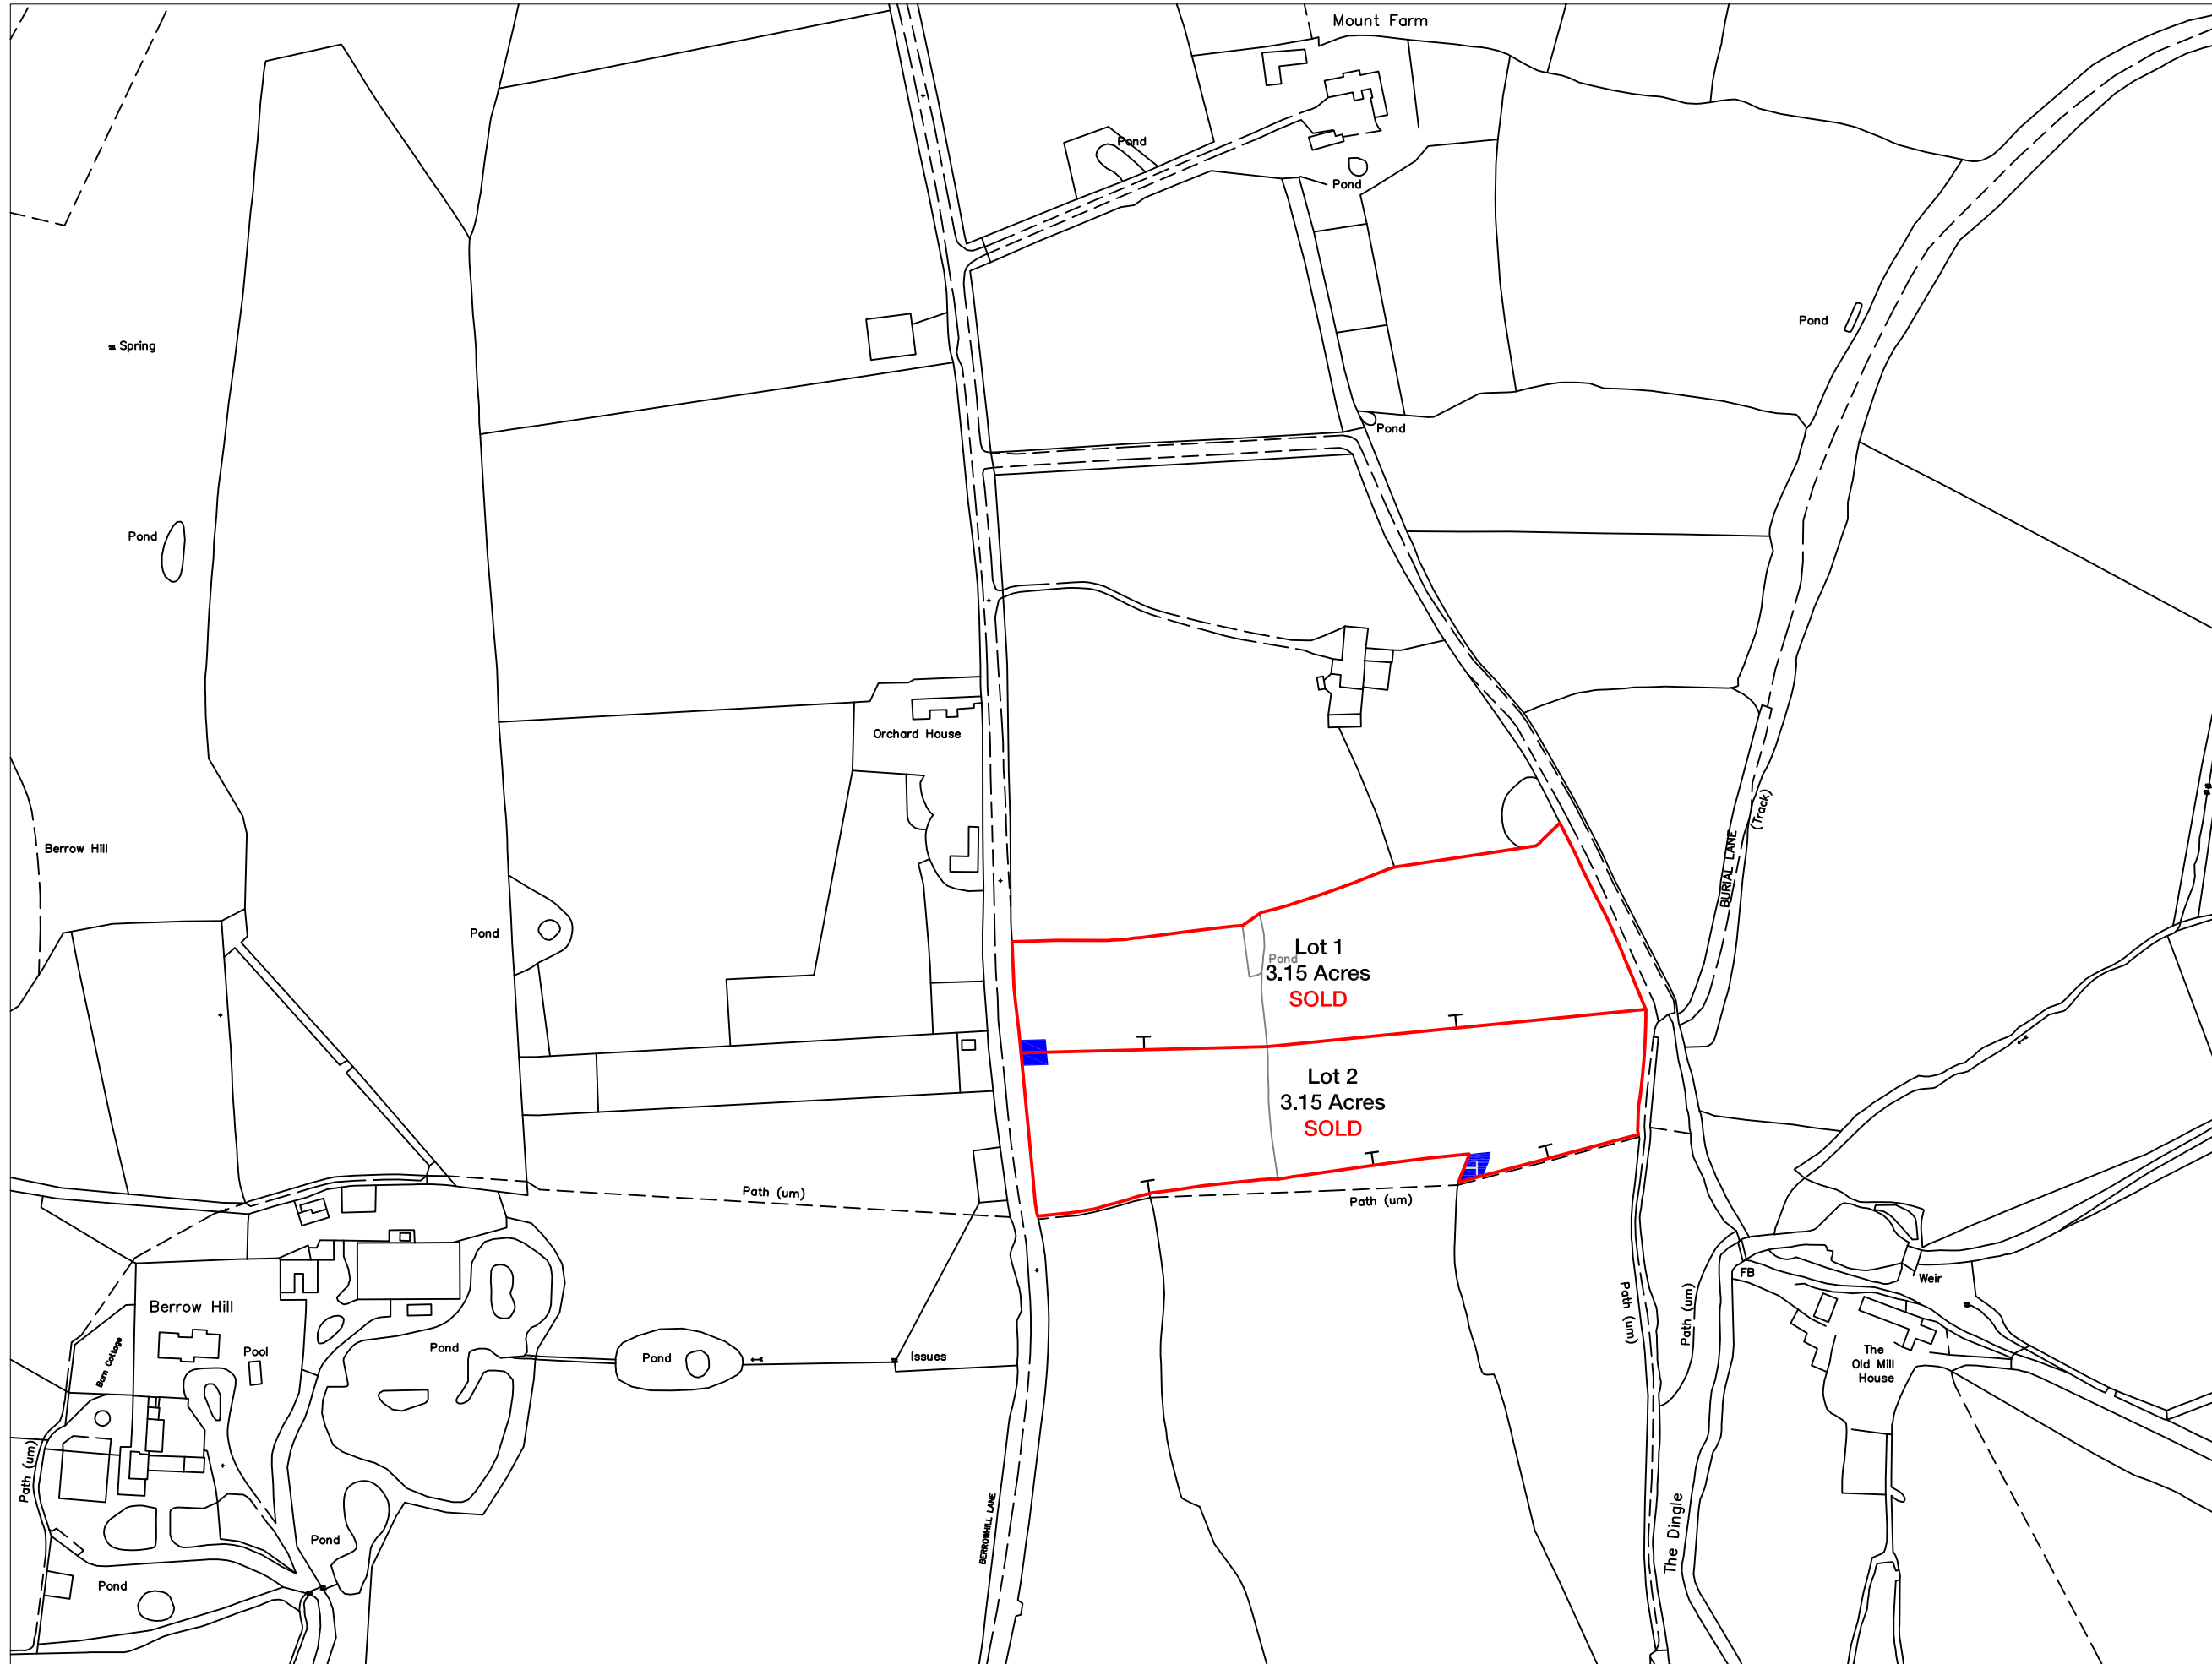 Mount Farm
Pond
Pond
Pond
Spring
Pond
Pond
Orchard House
(Track)
BURIAL LANE
Berrow Hill
Pond
Lot 1
Pond
3.15 Acres
SOLD
Lot 2
3.15 Acres
SOLD
Path (um)
Path (um)
FB
Weir
Berrow Hill
Path (um)
Path (um)
Barn Cottage
Pool
Pond
Pond
Issues
The
Old Mill
House
Path (um)
BERROWHILL LANE
The Dingle
Pond
Pond